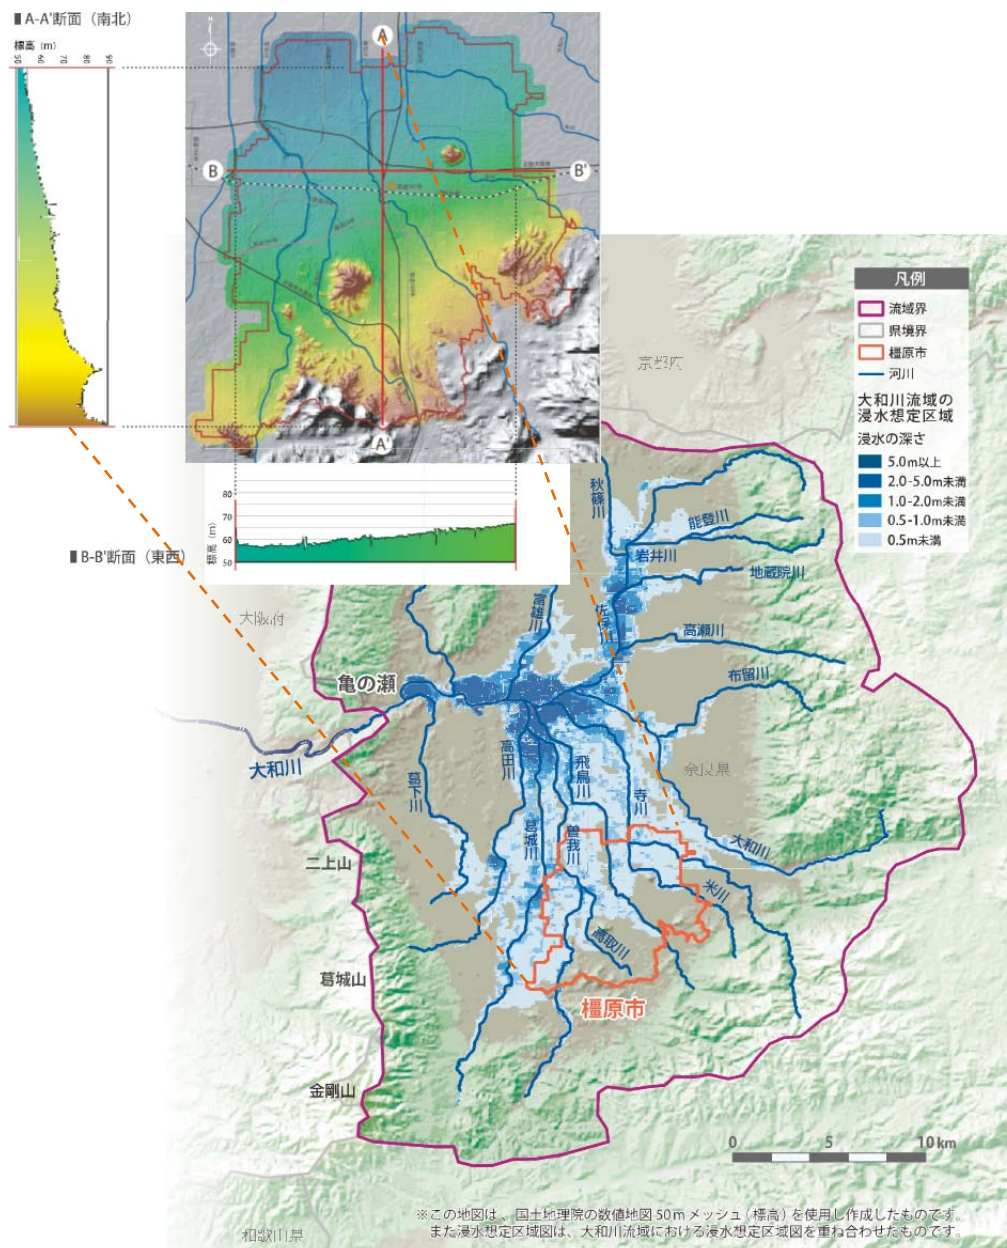 ■A-A'断面（南北）
標高（m）
50
60
70
80
90
A
B
B'
A'
80
70
60
50
標高（m）
■B-B'断面（東西）
凡例
流域界
県境界
橿原市
河川
大和川流域の
浸水想定区域
浸水の深さ
5.0m以上
2.0-5.0m未満
1.0-2.0m未満
0.5-1.0m未満
0.5m未満
京都府
秋篠川
能登川
岩井川
地蔵院川
大阪府
富雄川
高瀬川
布留川
亀の瀬
大和川
高田川
飛鳥川
奈良県
葛下川
寺川
葛城川
曽我川
大和川
二上山
米川
高取川
葛城山
橿原市
金剛山
0
5
10km
和歌山県
※この地図は、国土地理院の数値地図50mメッシュ(標高)を使用し作成したものです。
また浸水想定区域図は、大和川流域における浸水想定区域図を重ね合わせたものです。